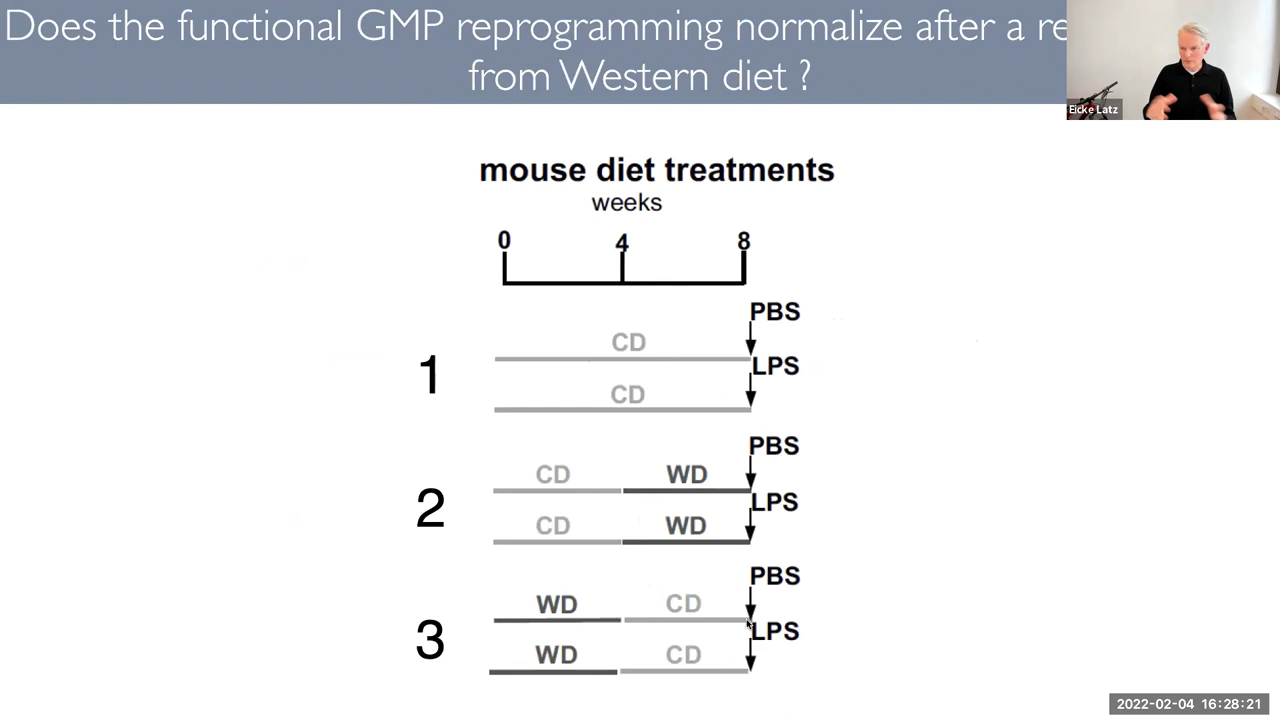 Does the functional GMP reprogramming normalize after a re
from Western diet ?
Eicke Latz
mouse diet treatments
weeks
0 4 8
PBS
CD
LPS
1
CD
PBS
CD WD
LPS
2
CD WD
PBS
WD CD
LPS
3
WD CD
2022-02-04 16:28:21